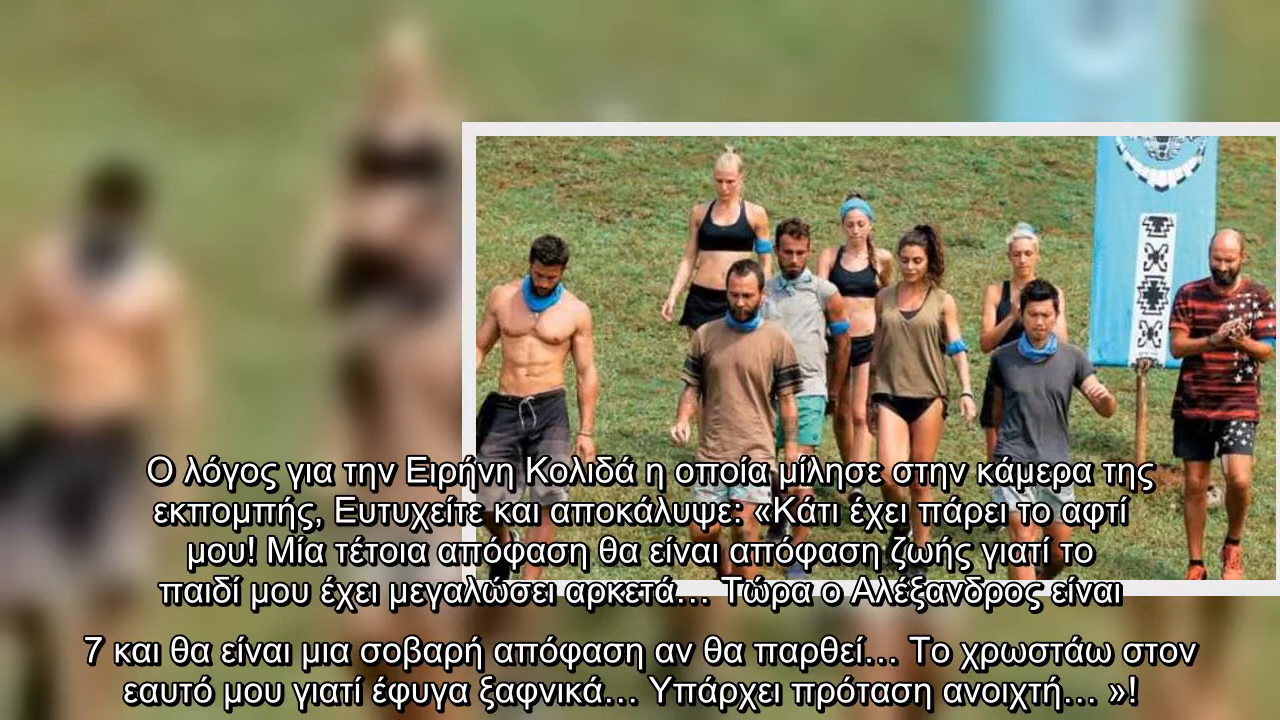 Ο λόγος για την Ειρήνη Κολιδά η οποία μίλησε στην κάμερα της
εκπομπής, Ευτυχείτε και αποκάλυψε: «Κάτι έχει πάρει το αφτί
μου! Μία τέτοια απόφαση θα είναι απόφαση ζωής γιατί το
παιδί μου έχει μεγαλώσει αρκετά… Τώρα ο Αλέξανδρος είναι
7 και θα είναι μια σοβαρή απόφαση αν θα παρθεί… Το χρωστάω στον
εαυτό μου γιατί έφυγα ξαφνικά… Υπάρχει πρόταση ανοιχτή… »!